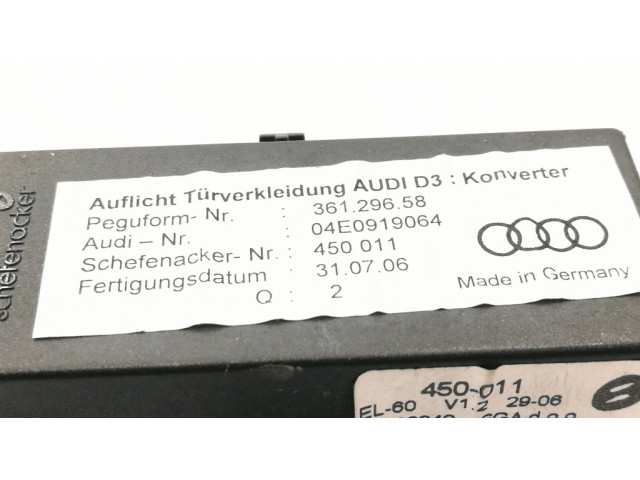 Auflicht Türverkleidung AUDI D3 : Konverter
Peguform- Nr. : 361.296.58
Audi – Nr. : 04E0919064
Schefenacker- Nr : 450 011
Fertigungsdatum : 31.07.06
Q : 2
Made in Germany
schefenacker
450-011
EL-60 V1.2 29-06